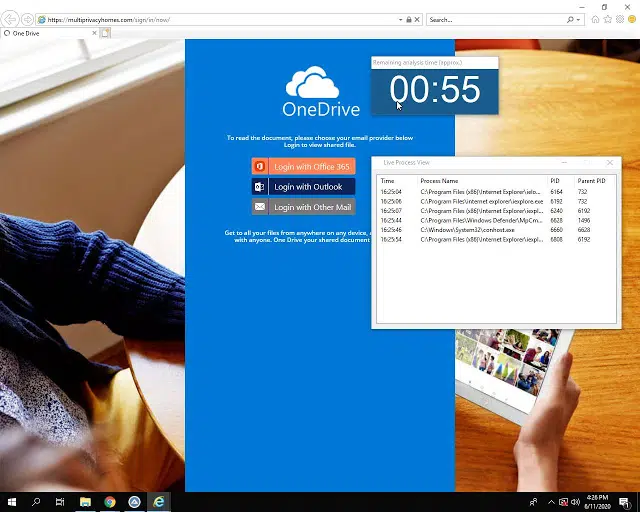 https://multiprivacyhomes.com/sign/in/now/
Search...
One Drive
Remaining analysis time (approx.)
00:55
OneDrive
To read the document, please choose your email provider below
Login to view shared file.
Login with Office 365
Login with Outlook
Login with Other Mail
Get to all your files from anywhere on any device,
with anyone. One Drive your shared document
Live Process View
Time Process Name PID Parent PID
16:25:04 C:\Program Files (x86)\Internet Explorer\ielo... 6164 732
16:25:06 C:\Program Files\internet explorer\iexplore.exe 6192 732
16:25:07 C:\Program Files (x86)\Internet Explorer\iexpl... 6240 6192
16:25:44 C:\Program Files\Windows Defender\MpCm... 6628 1496
16:25:46 C:\Windows\System32\conhost.exe 6660 6628
16:25:54 C:\Program Files (x86)\Internet Explorer\iexpl... 6808 6192
4:26 PM
6/11/2020